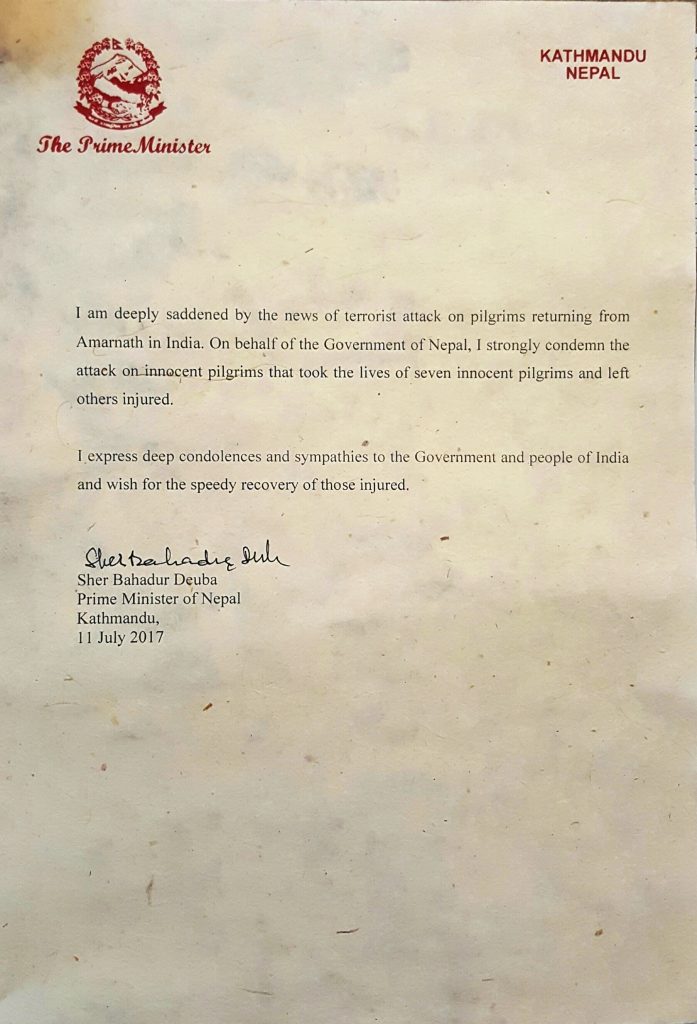 KATHMANDU
NEPAL
The Prime Minister
I am deeply saddened by the news of terrorist attack on pilgrims returning from
Amarnath in India. On behalf of the Government of Nepal, I strongly condemn the
attack on innocent pilgrims that took the lives of seven innocent pilgrims and left
others injured.
I express deep condolences and sympathies to the Government and people of India
and wish for the speedy recovery of those injured.
Sher Bahadur Deuba
Sher Bahadur Deuba
Prime Minister of Nepal
Kathmandu,
11 July 2017